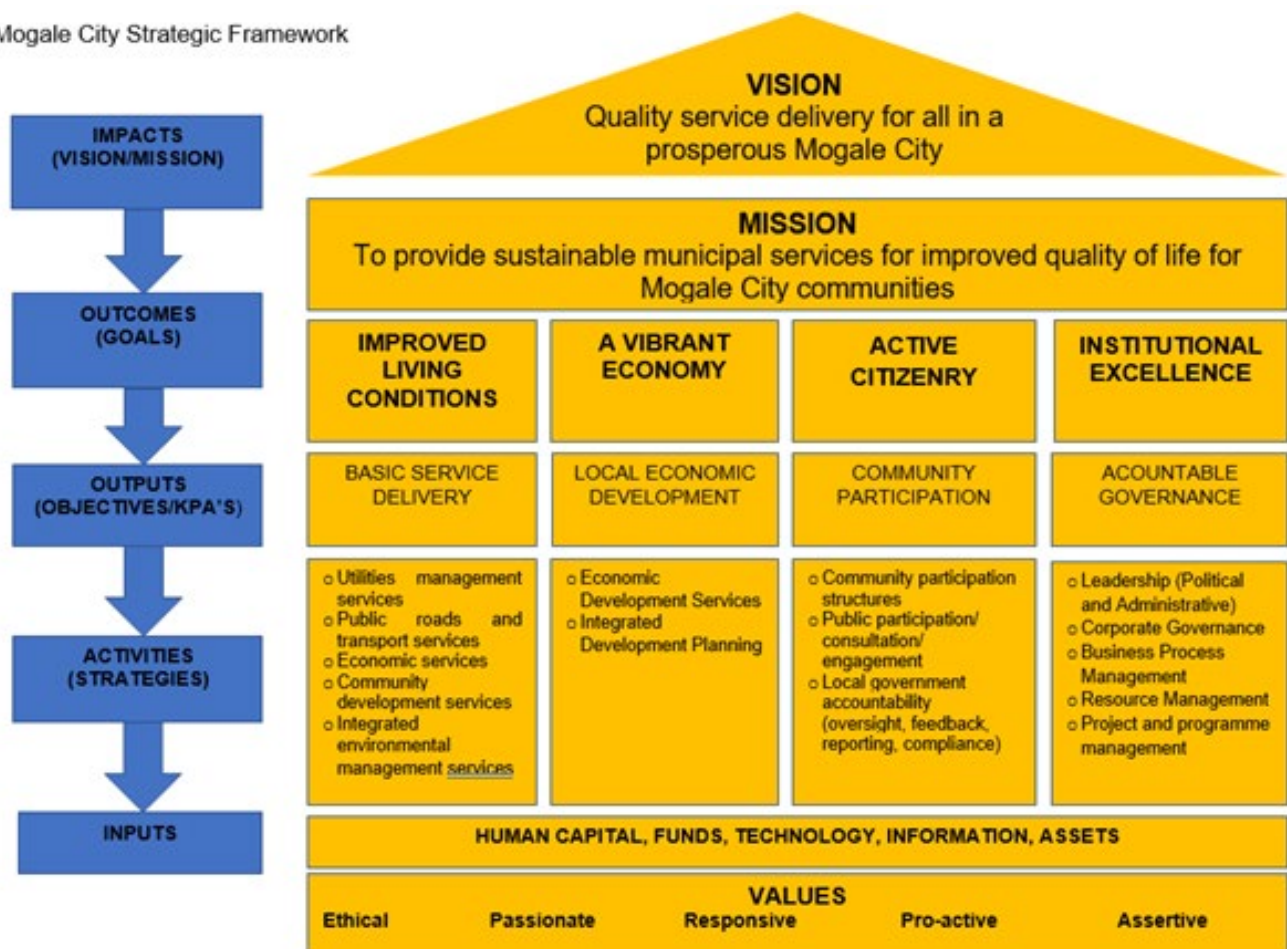 Mogale City Strategic Framework
VISION
Quality service delivery for all in a
prosperous Mogale City
IMPACTS
(VISION/MISSION)
MISSION
To provide sustainable municipal services for improved quality of life for
Mogale City communities
OUTCOMES
(GOALS)
IMPROVED
LIVING
CONDITIONS
A VIBRANT
ECONOMY
ACTIVE
CITIZENRY
INSTITUTIONAL
EXCELLENCE
OUTPUTS
(OBJECTIVES/KPA'S)
BASIC SERVICE
DELIVERY
LOCAL ECONOMIC
DEVELOPMENT
COMMUNITY
PARTICIPATION
ACOUNTABLE
GOVERNANCE
ACTIVITIES
(STRATEGIES)
o Utilities management
services
o Public roads and
transport services
o Economic services
o Community
development services
o Integrated
environmental
management services
o Economic
Development Services
o Integrated
Development Planning
o Community participation
structures
o Public participation/
consultation/
engagement
o Local government
accountability
(oversight, feedback,
reporting, compliance)
o Leadership (Political
and Administrative)
o Corporate Governance
o Business Process
Management
o Resource Management
o Project and programme
management
INPUTS
HUMAN CAPITAL, FUNDS, TECHNOLOGY, INFORMATION, ASSETS
VALUES
Ethical Passionate Responsive Pro-active Assertive